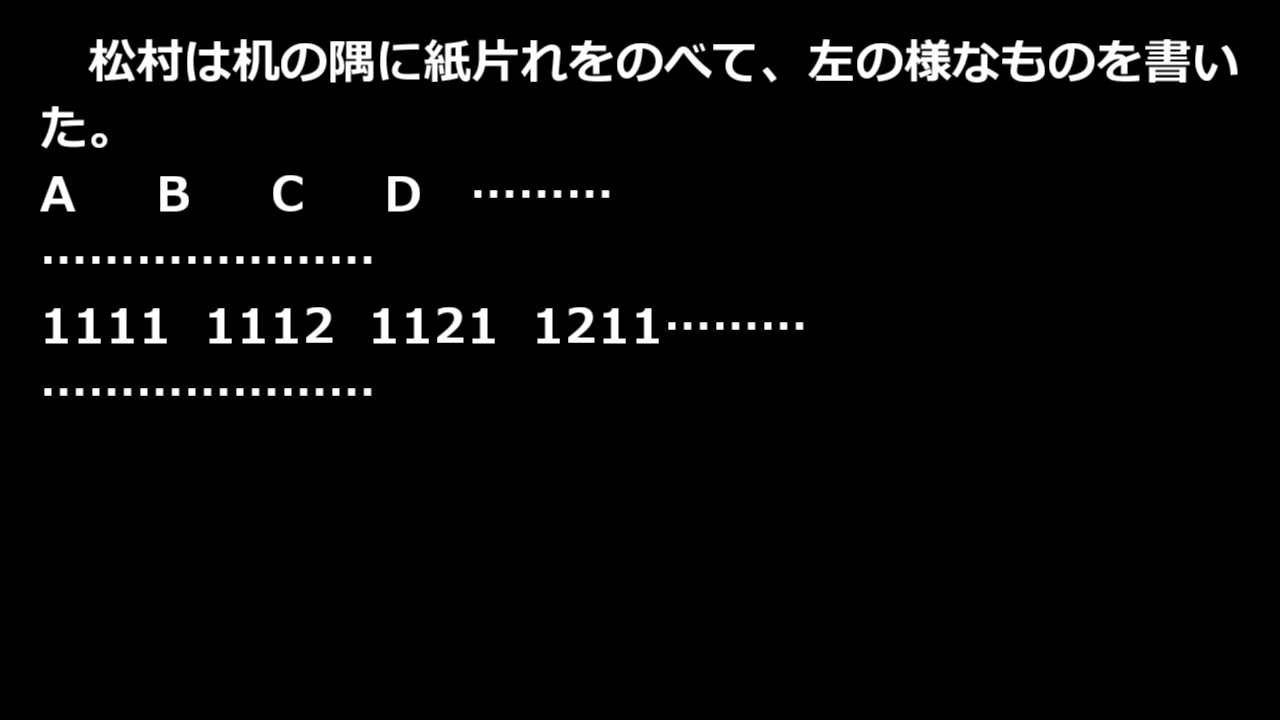 松村は机の隅に紙片れをのべて、左の様なものを書い
た。
A　B　C　D　………
…………………
1111　1112　1121　1211………
…………………